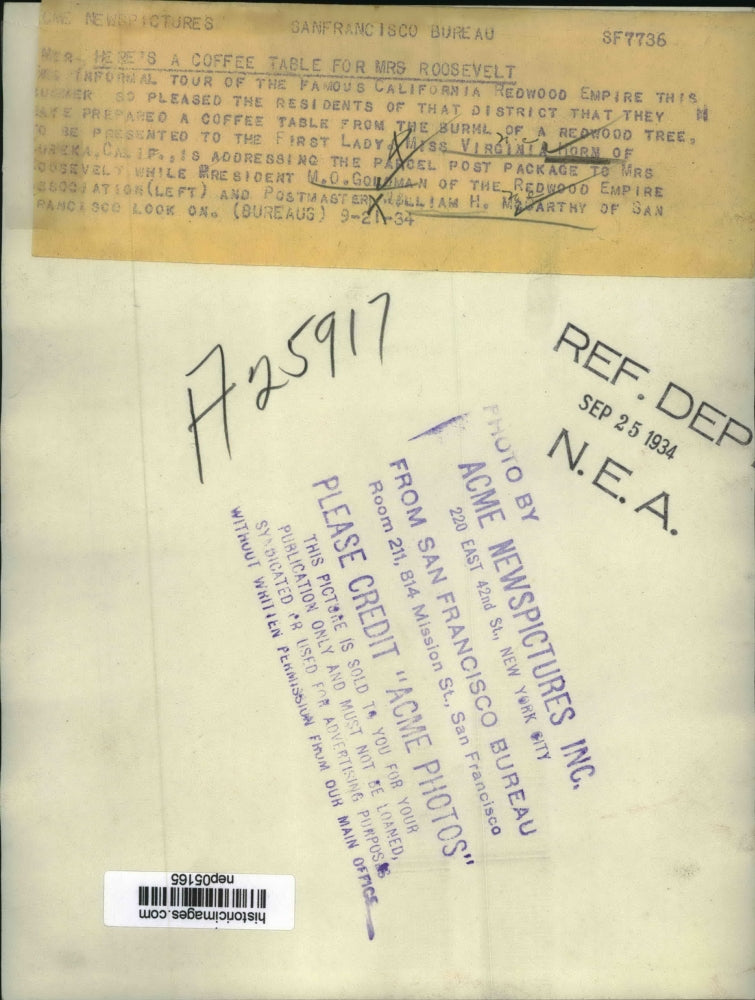 NEWSPICTURES SANFRANCISCO BUREAU SF7736
HERE'S A COFFEE TABLE FOR MRS ROOSEVELT
INFORMAL TOUR OF THE FAMOUS CALIFORNIA REDWOOD EMPIRE THIS
SO PLEASED THE RESIDENTS OF THAT DISTRICT THAT THEY
PREPARED A COFFEE TABLE FROM THE BURHL OF A REDWOOD TREE,
BE PRESENTED TO THE FIRST LADY. MISS VIRGINIA DORN OF
EUREKA, CALIF., IS ADDRESSING THE PARCEL POST PACKAGE TO MRS
ROOSEVELT WHILE PRESIDENT M.O. GOLDMAN OF THE REDWOOD EMPIRE
ASSOCIATION (LEFT) AND POSTMASTER WILLIAM H. MCCARTHY OF SAN
FRANCISCO LOOK ON. (BUREAUS) 9-21-34
A25917
REF. DEP
SEP 25 1934
N. E. A.
PHOTO BY
ACME NEWSPICTURES INC.
220 EAST 42nd St., NEW YORK CITY
FROM SAN FRANCISCO BUREAU
Room 211, 814 Mission St., San Francisco
PLEASE CREDIT "ACME PHOTOS"
THIS PICTURE IS SOLD TO YOU FOR YOUR
PUBLICATION ONLY AND MUST NOT BE LOANED,
SYNDICATED OR USED FOR ADVERTISING PURPOSES
WITHOUT WRITTEN PERMISSION FROM OUR MAIN OFFICE
historicimages.com
nep05165